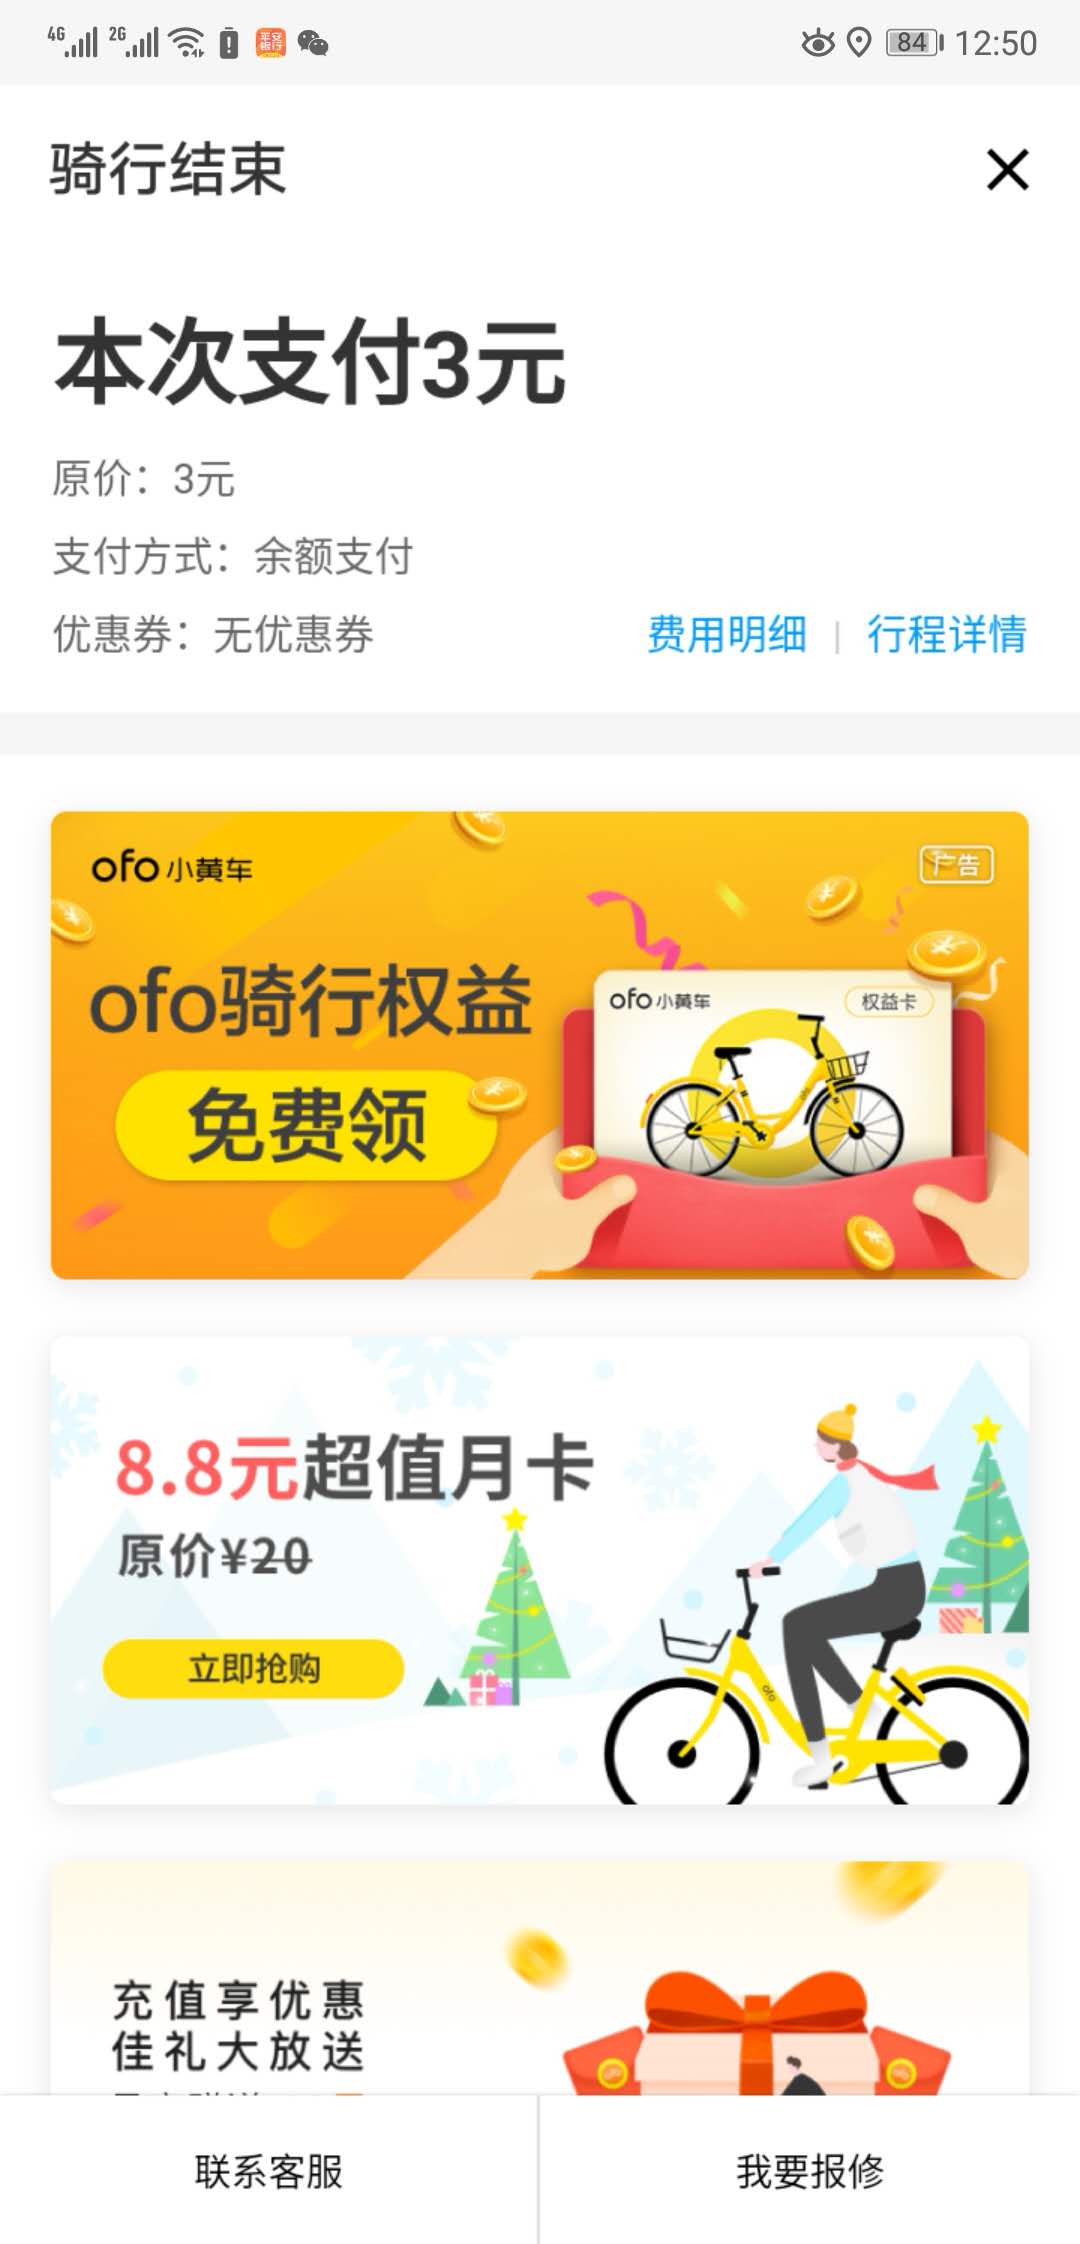 4G 2G 平安银行 84 12:50
骑行结束
本次支付3元
原价：3元
支付方式：余额支付
优惠券：无优惠券
费用明细 | 行程详情
ofo 小黄车
广告
ofo骑行权益
免费领
ofo 小黄车
权益卡
8.8元超值月卡
原价¥20
立即抢购
ofo
充值享优惠
佳礼大放送
联系客服
我要报修